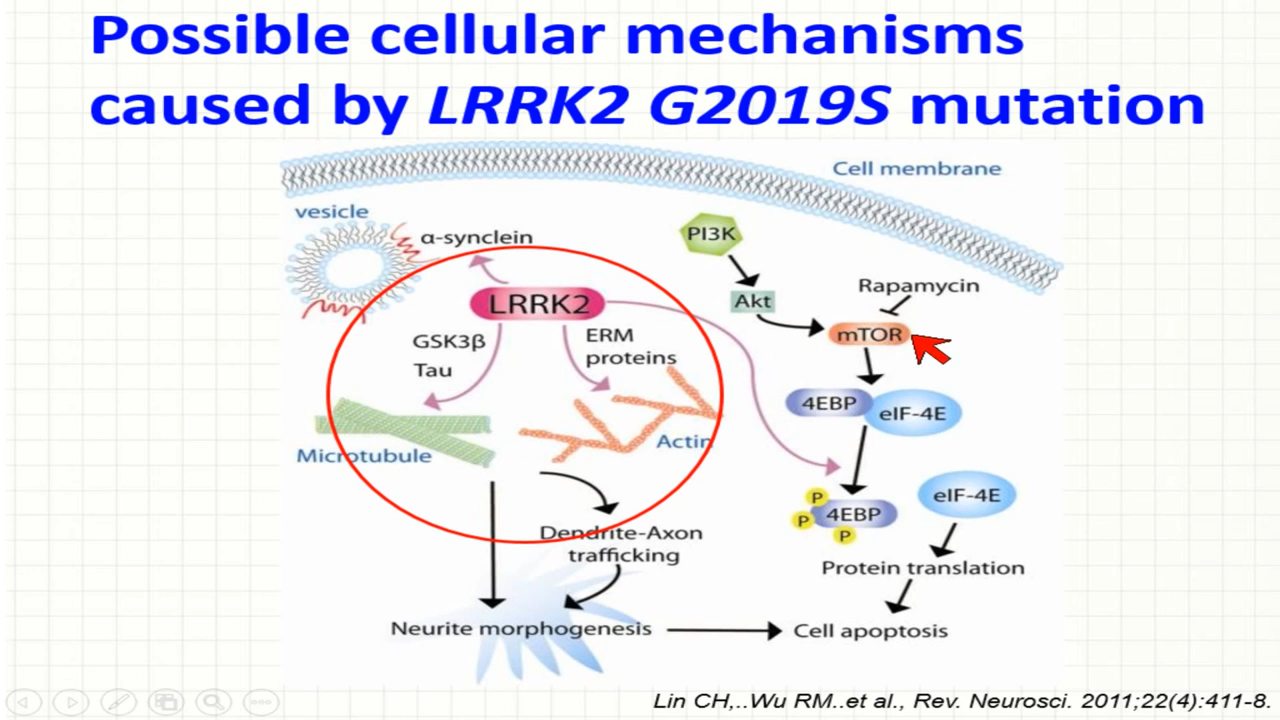 Possible cellular mechanisms
caused by LRRK2 G2019S mutation
Cell membrane
vesicle
α-synclein
PI3K
Akt
Rapamycin
mTOR
LRRK2
GSK3β
Tau
ERM
proteins
4EBP
eIF-4E
Microtubule
Actin
P
P
4EBP
P
eIF-4E
Dendrite-Axon
trafficking
Protein translation
Neurite morphogenesis
Cell apoptosis
Lin CH,..Wu RM..et al., Rev. Neurosci. 2011;22(4):411-8.